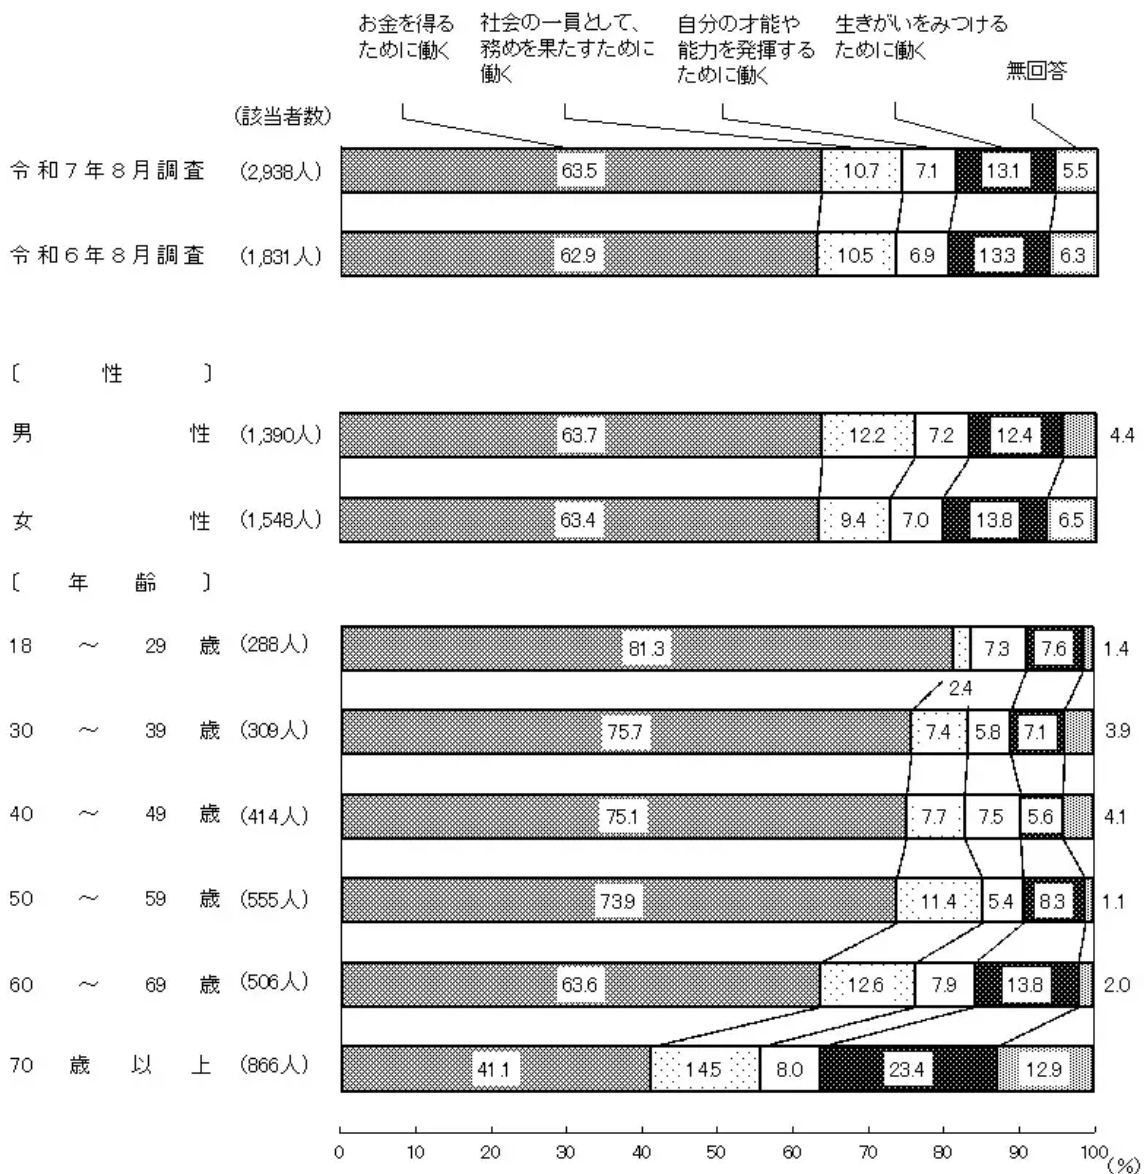 お金を得る
ために働く
社会の一員として、
務めを果たすために
働く
自分の才能や
能力を発揮する
ために働く
生きがいをみつける
ために働く
無回答
(該当者数)
令和7年8月調査 (2,938人) 63.5 10.7 7.1 13.1 5.5
令和6年8月調査 (1,831人) 62.9 10.5 6.9 13.3 6.3
〔 性 〕
男 性 (1,390人) 63.7 12.2 7.2 12.4 4.4
女 性 (1,548人) 63.4 9.4 7.0 13.8 6.5
〔 年 齢 〕
18 ～ 29 歳 (288人) 81.3 7.3 7.6 1.4
2.4
30 ～ 39 歳 (309人) 75.7 7.4 5.8 7.1 3.9
40 ～ 49 歳 (414人) 75.1 7.7 7.5 5.6 4.1
50 ～ 59 歳 (555人) 73.9 11.4 5.4 8.3 1.1
60 ～ 69 歳 (506人) 63.6 12.6 7.9 13.8 2.0
70 歳 以 上 (866人) 41.1 14.5 8.0 23.4 12.9
0 10 20 30 40 50 60 70 80 90 100
(%)